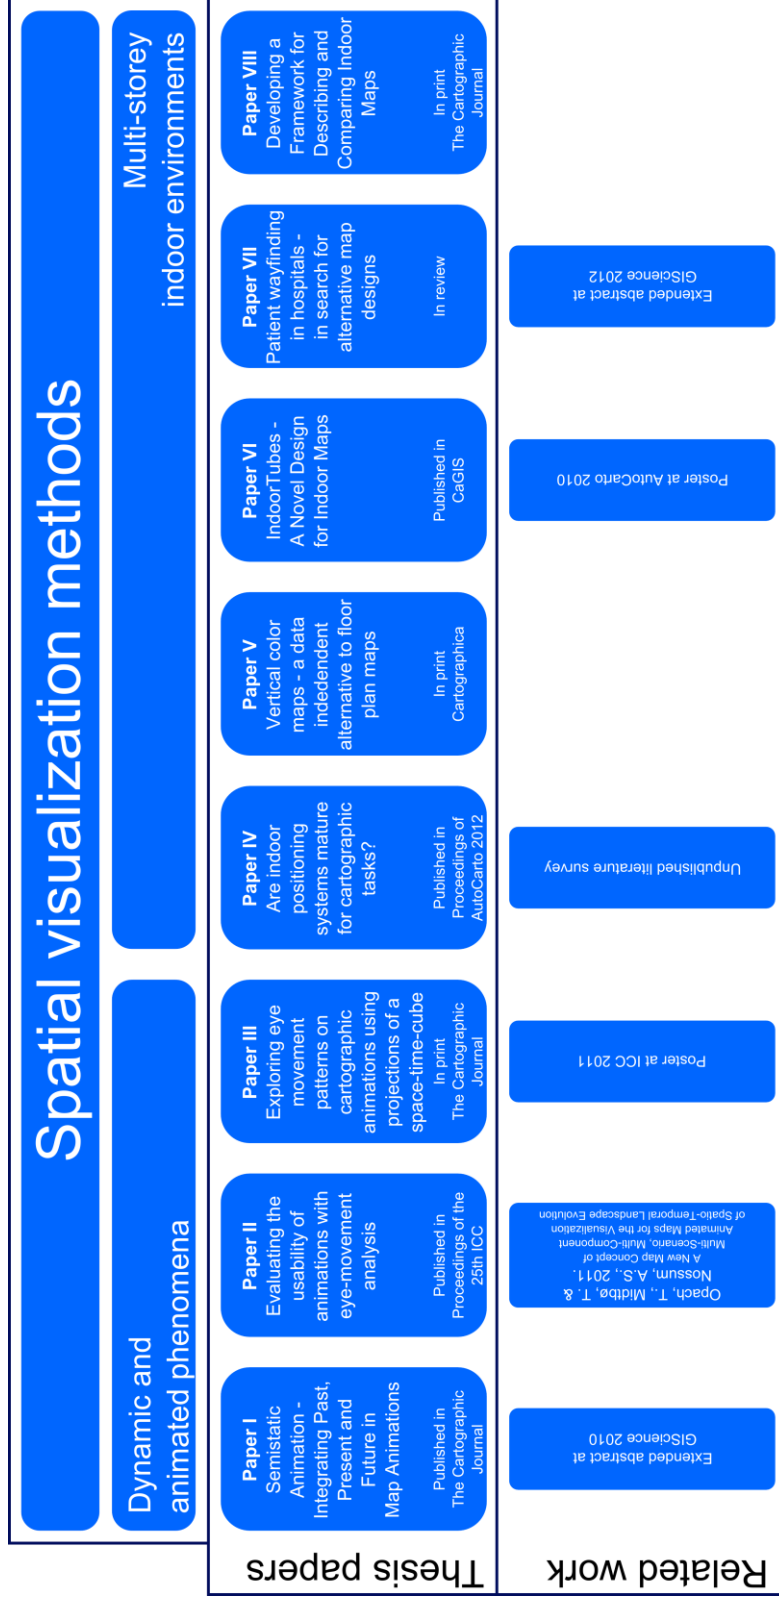 Spatial visualization methods
Dynamic and
animated phenomena
Multi-storey
indoor environments
Thesis papers
Paper I
Semistatic
Animation -
Integrating Past,
Present and
Future in
Map Animations
Published in
The Cartographic
Journal
Paper II
Evaluating the
usability of
animations with
eye-movement
analysis
Published in
Proceedings of the
25th ICC
Paper III
Exploring eye
movement
patterns on
cartographic
animations using
projections of a
space-time-cube
In print
The Cartographic
Journal
Paper IV
Are indoor
positioning
systems mature
for cartographic
tasks?
Published in
Proceedings of
AutoCarto 2012
Paper V
Vertical color
maps - a data
indedendent
alternative to floor
plan maps
In print
Cartographica
Paper VI
IndoorTubes -
A Novel Design
for Indoor Maps
Published in
CaGIS
Paper VII
Patient wayfinding
in hospitals -
in search for
alternative map
designs
In review
Paper VIII
Developing a
Framework for
Describing and
Comparing Indoor
Maps
In print
The Cartographic
Journal
Related work
Extended abstract at
GIScience 2010
Opach, T., Midtbø, T. &
Nossum, A.S., 2011.
A New Map Concept of
Multi-Scenario, Multi-Component
Animated Maps for the Visualization
of Spatio-Temporal Landscape Evolution
Poster at ICC 2011
Unpublished literature survey
Poster at AutoCarto 2010
Extended abstract at
GIScience 2012